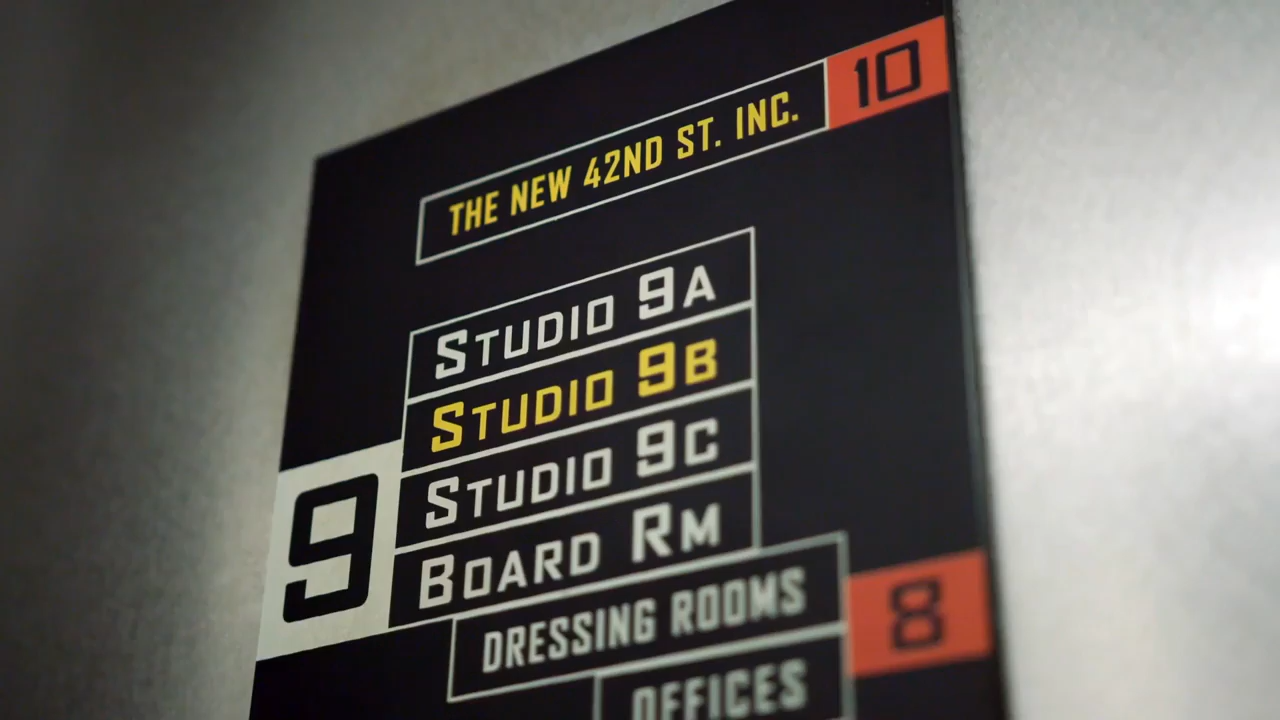 THE NEW 42ND ST. INC. 10
STUDIO 9A
STUDIO 9B
STUDIO 9C
9
BOARD RM
DRESSING ROOMS
8
OFFICES